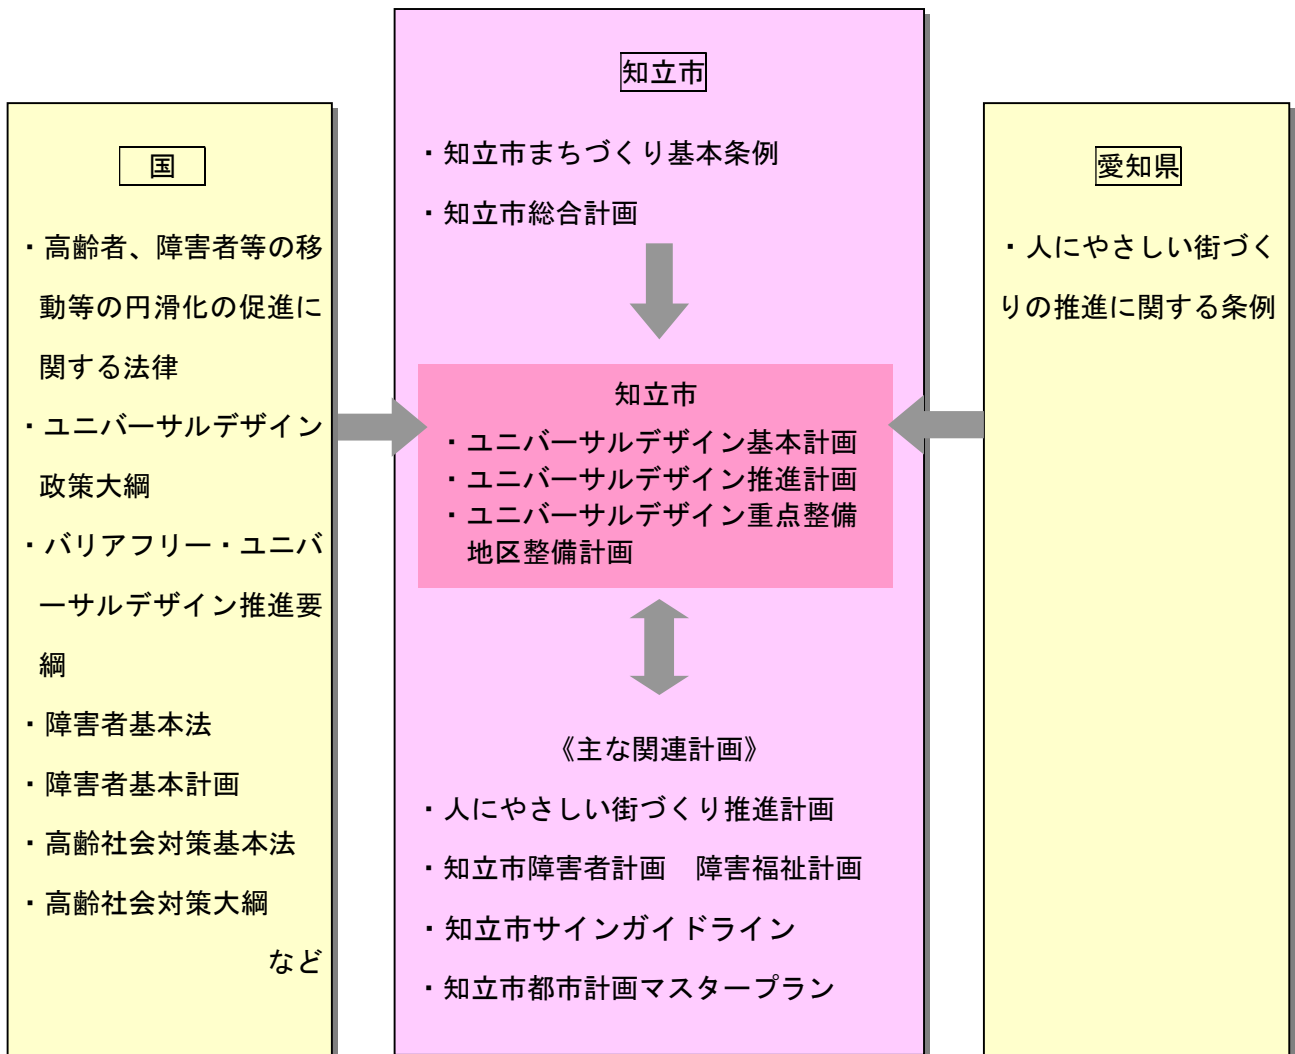 国
・高齢者、障害者等の移
動等の円滑化の促進に
関する法律
・ユニバーサルデザイン
政策大綱
・バリアフリー・ユニバ
ーサルデザイン推進要
綱
・障害者基本法
・障害者基本計画
・高齢社会対策基本法
・高齢社会対策大綱
など
知立市
・知立市まちづくり基本条例
・知立市総合計画
知立市
・ユニバーサルデザイン基本計画
・ユニバーサルデザイン推進計画
・ユニバーサルデザイン重点整備
地区整備計画
《主な関連計画》
・人にやさしい街づくり推進計画
・知立市障害者計画　障害福祉計画
・知立市サインガイドライン
・知立市都市計画マスタープラン
愛知県
・人にやさしい街づく
りの推進に関する条例